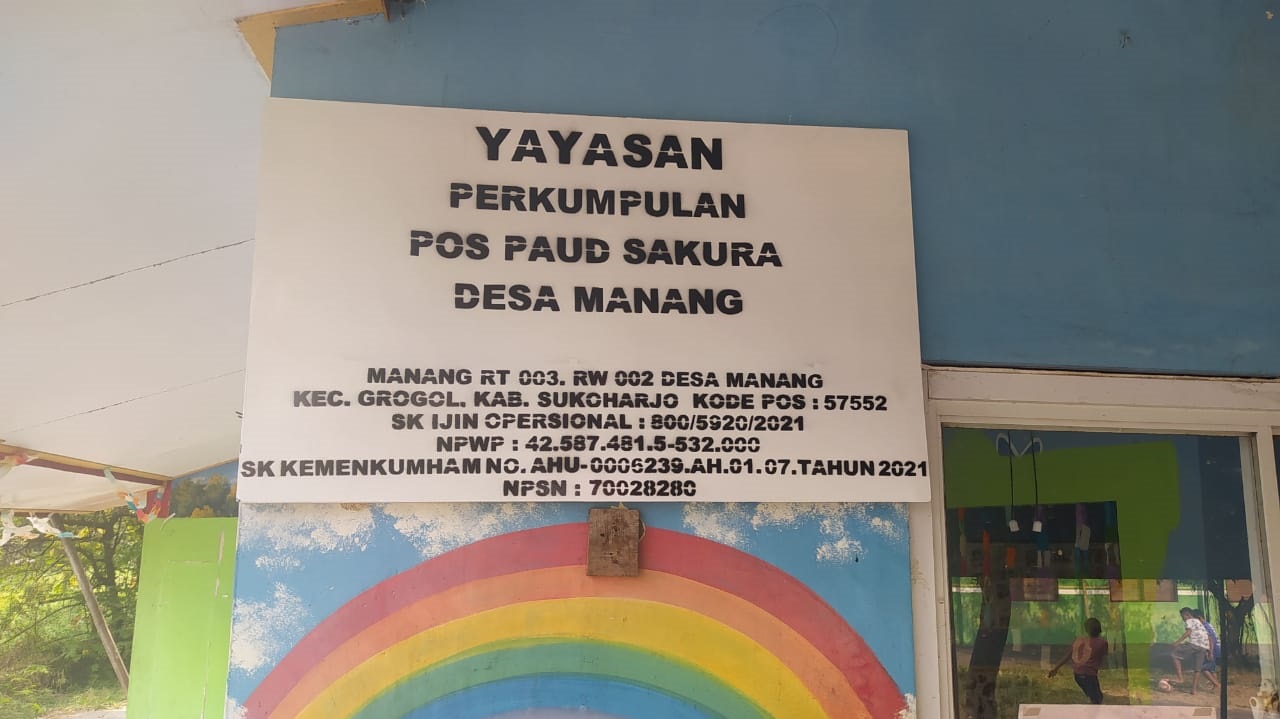 YAYASAN
PERKUMPULAN
POS PAUD SAKURA
DESA MANANG
MANANG RT 003. RW 002 DESA MANANG
KEC. GROGOL. KAB. SUKOHARJO KODE POS : 57552
SK IJIN OPERSIONAL : 800/5920/2021
NPWP : 42.587.481.5-532.000
SK KEMENKUMHAM NO. AHU-0006239.AH.01.07.TAHUN 2021
NPSN : 70028280